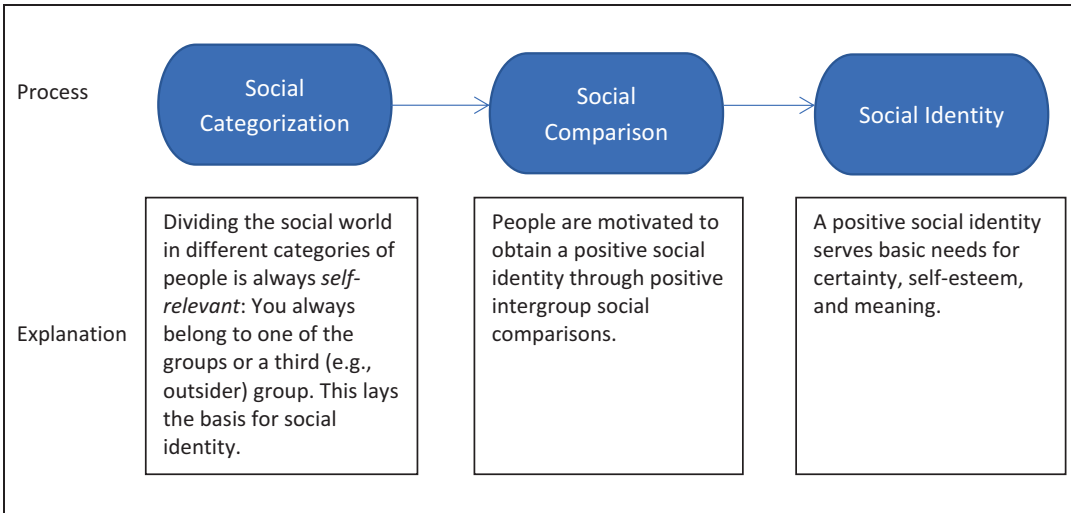 Process
Social
Categorization
Social
Comparison
Social Identity
Explanation
Dividing the social world
in different categories of
people is always self-
relevant: You always
belong to one of the
groups or a third (e.g.,
outsider) group. This lays
the basis for social
identity.
People are motivated to
obtain a positive social
identity through positive
intergroup social
comparisons.
A positive social identity
serves basic needs for
certainty, self-esteem,
and meaning.